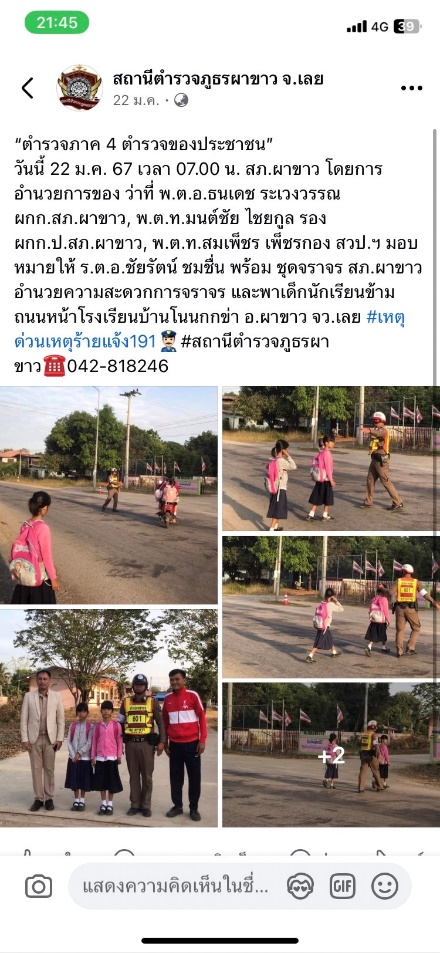 21:45
4G 39
สถานีตำรวจภูธรผาขาว จ.เลย
22 ม.ค. ·
“ตำรวจภาค 4 ตำรวจของประชาชน”
วันนี้ 22 ม.ค. 67 เวลา 07.00 น. สภ.ผาขาว โดยการ
อำนวยการของ ว่าที่ พ.ต.อ.ธนเดช ระเวงวรรณ
ผกก.สภ.ผาขาว, พ.ต.ท.มนต์ชัย ไชยกูล รอง
ผกก.ป.สภ.ผาขาว, พ.ต.ท.สมเพ็ชร เพ็ชรกอง สวป.ฯ มอบ
หมายให้ ร.ต.อ.ชัยรัตน์ ชมชื่น พร้อม ชุดจราจร สภ.ผาขาว
อำนวยความสะดวกการจราจร และพาเด็กนักเรียนข้าม
ถนนหน้าโรงเรียนบ้านโนนกกข่า อ.ผาขาว จว.เลย #เหตุ
ด่วนเหตุร้ายแจ้ง191👮🏻#สถานีตำรวจภูธรผา
ขาว☎️042-818246
601
601
+2
แสดงความคิดเห็นในชื่...
GIF